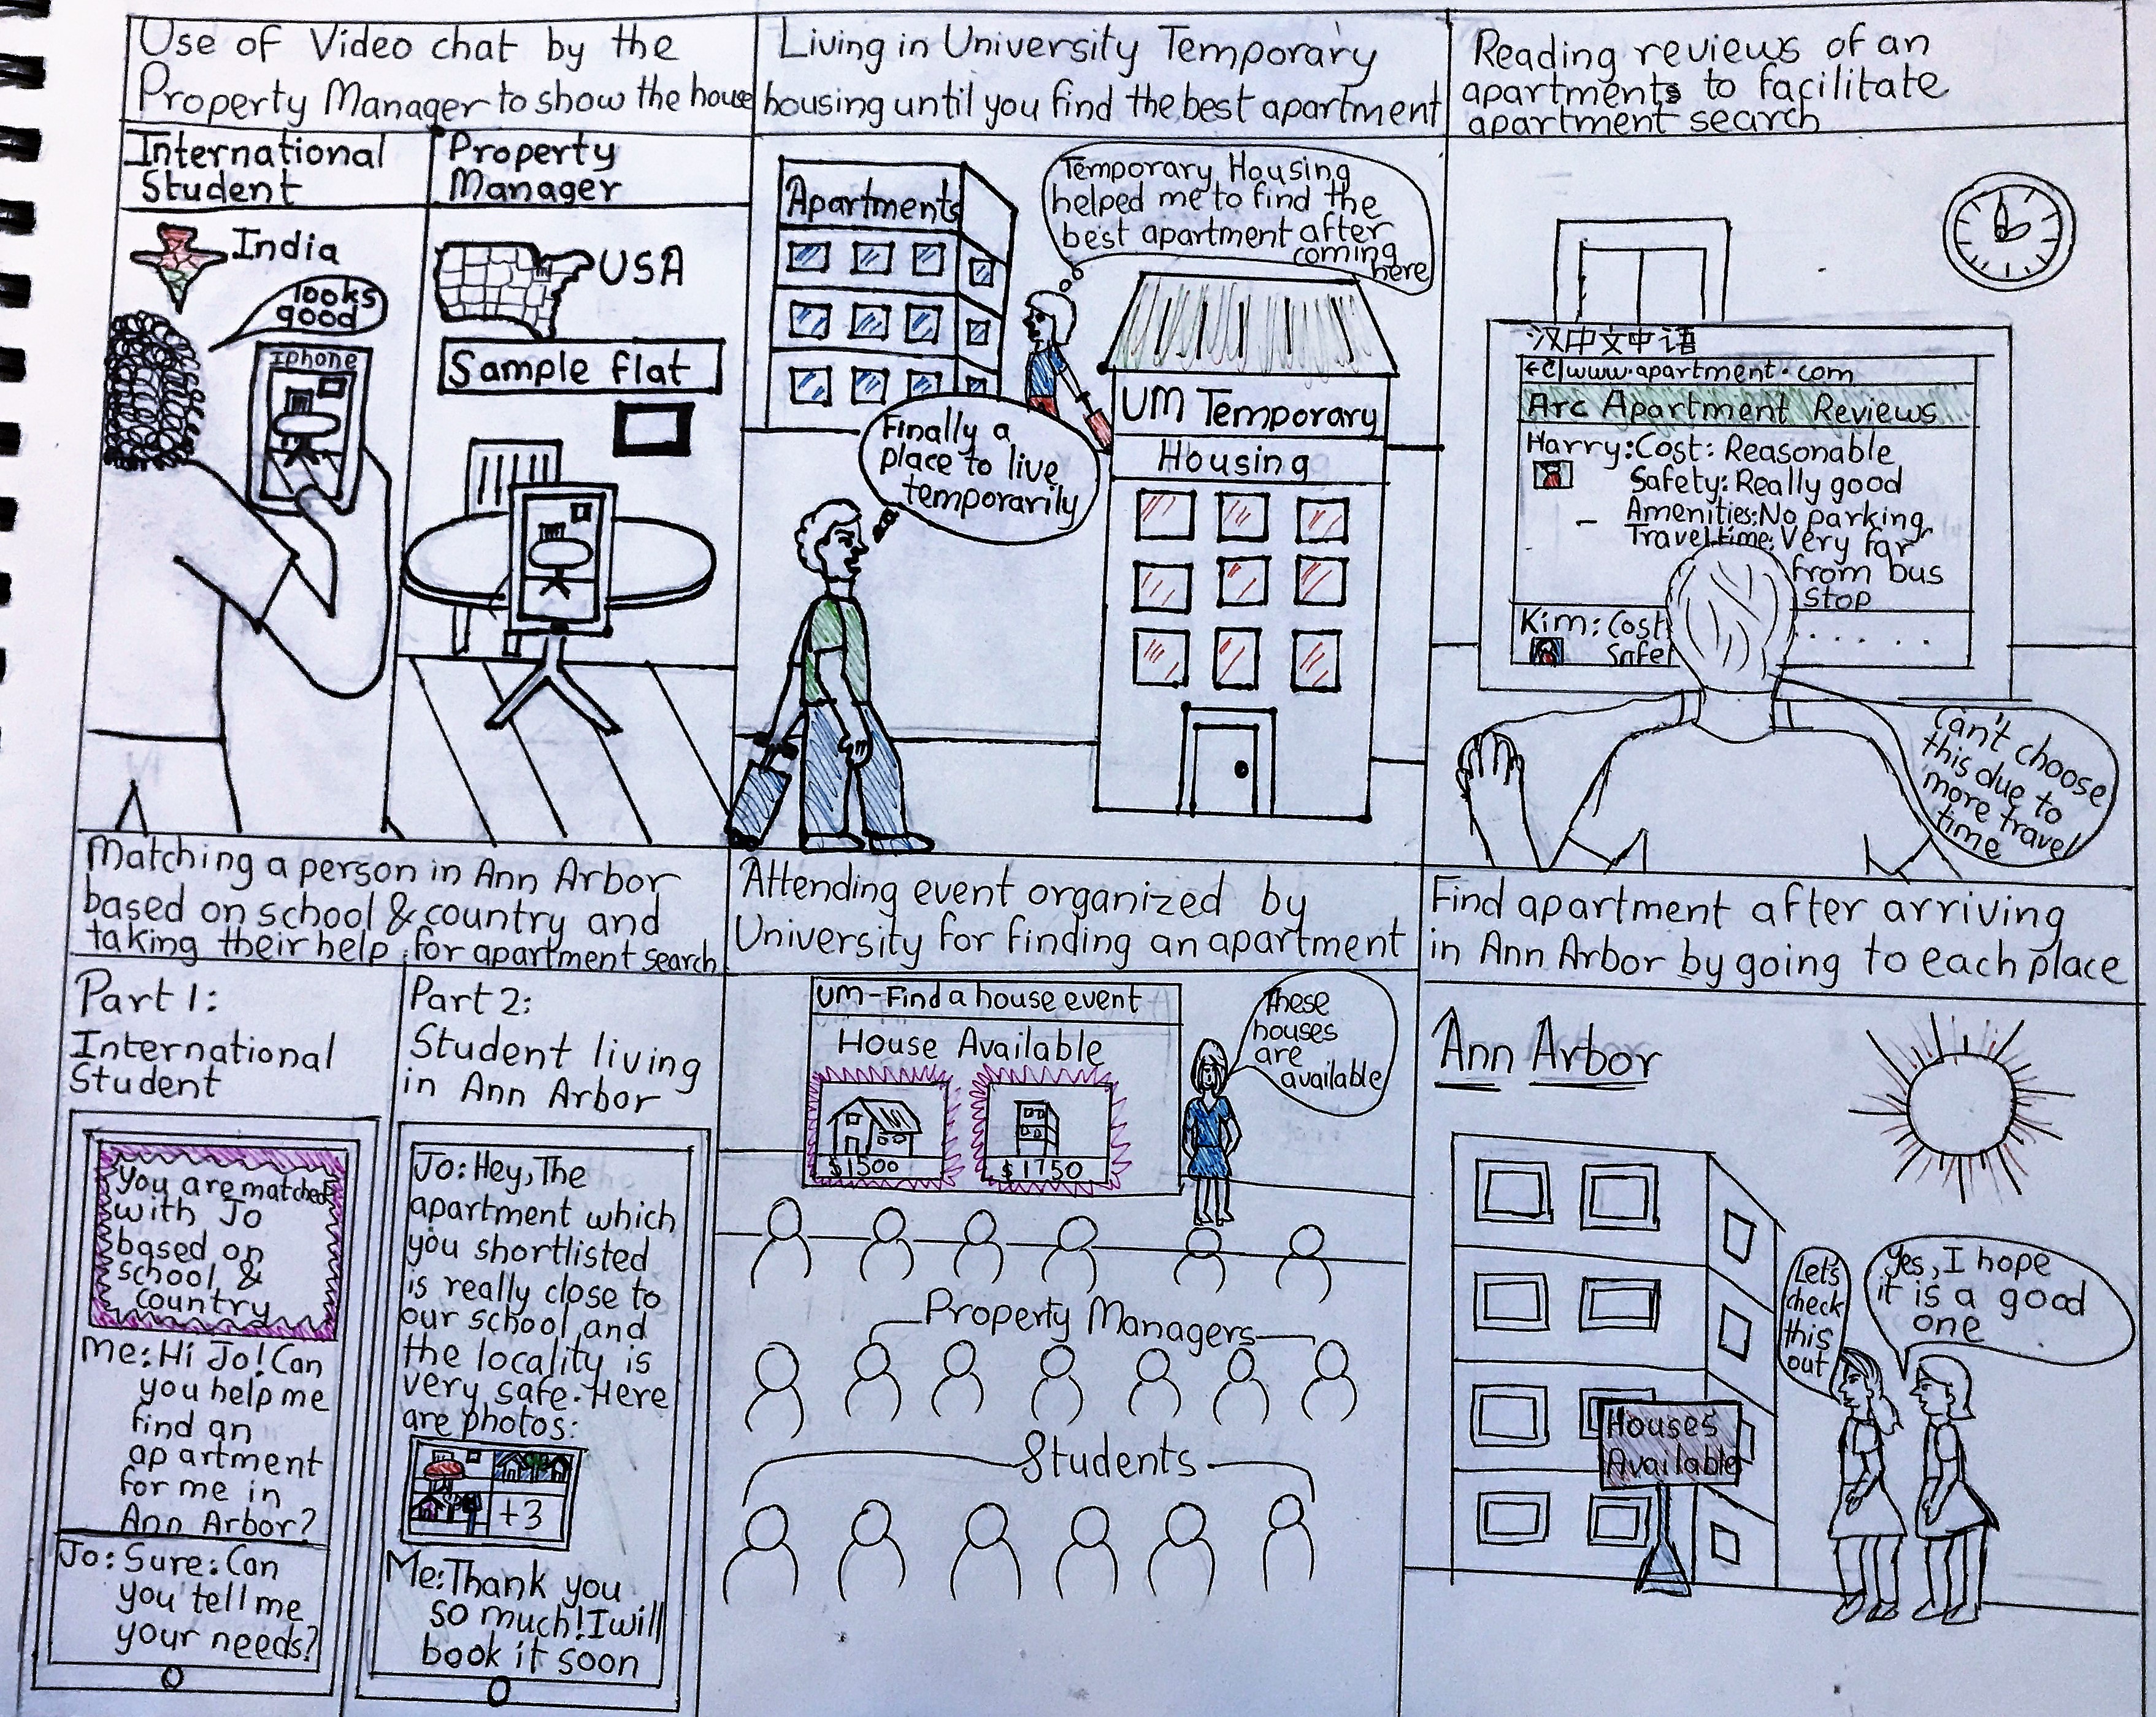 Use of Video chat by the
Property Manager to show the house
International
Student
Property
Manager
India
looks
good
Iphone
USA
Sample flat
Living in University Temporary
housing until you find the best apartment
Apartments
Temporary Housing
helped me to find the
best apartment after
coming
here
Finally a
place to live
temporarily
UM Temporary
Housing
Reading reviews of an
apartments to facilitate
apartment search
汉中文中语
www.apartment.com
Arc Apartment Reviews
Harry: Cost: Reasonable
Safety: Really good
Amenities: No parking
Travel time: Very far
from bus
stop
Kim: Cost
Safet
Can't choose
this due to
more travel
time
Matching a person in Ann Arbor
based on school & country and
taking their help for apartment search
Part 1:
International
Student
You are matched
with Jo
based on
school &
country
Me: Hi Jo! Can
you help me
find an
apartment
for me in
Ann Arbor?
Jo: Sure: Can
you tell me
your needs?
Part 2:
Student living
in Ann Arbor
Jo: Hey, The
apartment which
you shortlisted
is really close to
our school and
the locality is
very safe. Here
are photos:
+3
Me: Thank you
so much! I will
book it soon
Attending event organized by
University for finding an apartment
UM-Find a house event
House Available
$1500
$1750
These
houses
are
available
Property Managers
Students
Find apartment after arriving
in Ann Arbor by going to each place
Ann Arbor
Let's
check
this
out
Yes, I hope
it is a good
one
Houses
Available